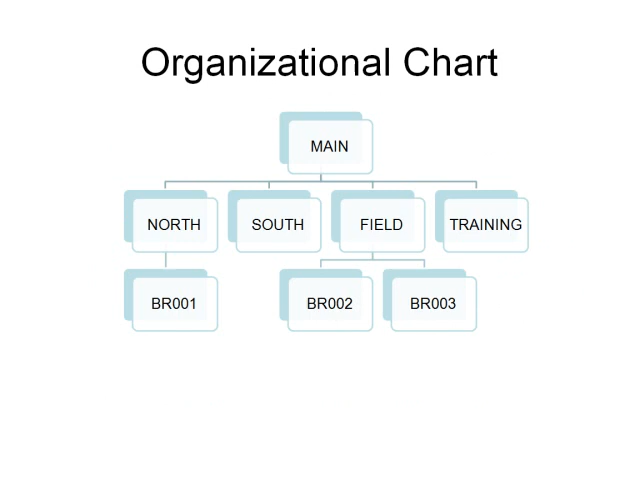 Organizational Chart
MAIN
NORTH
SOUTH
FIELD
TRAINING
BR001
BR002
BR003